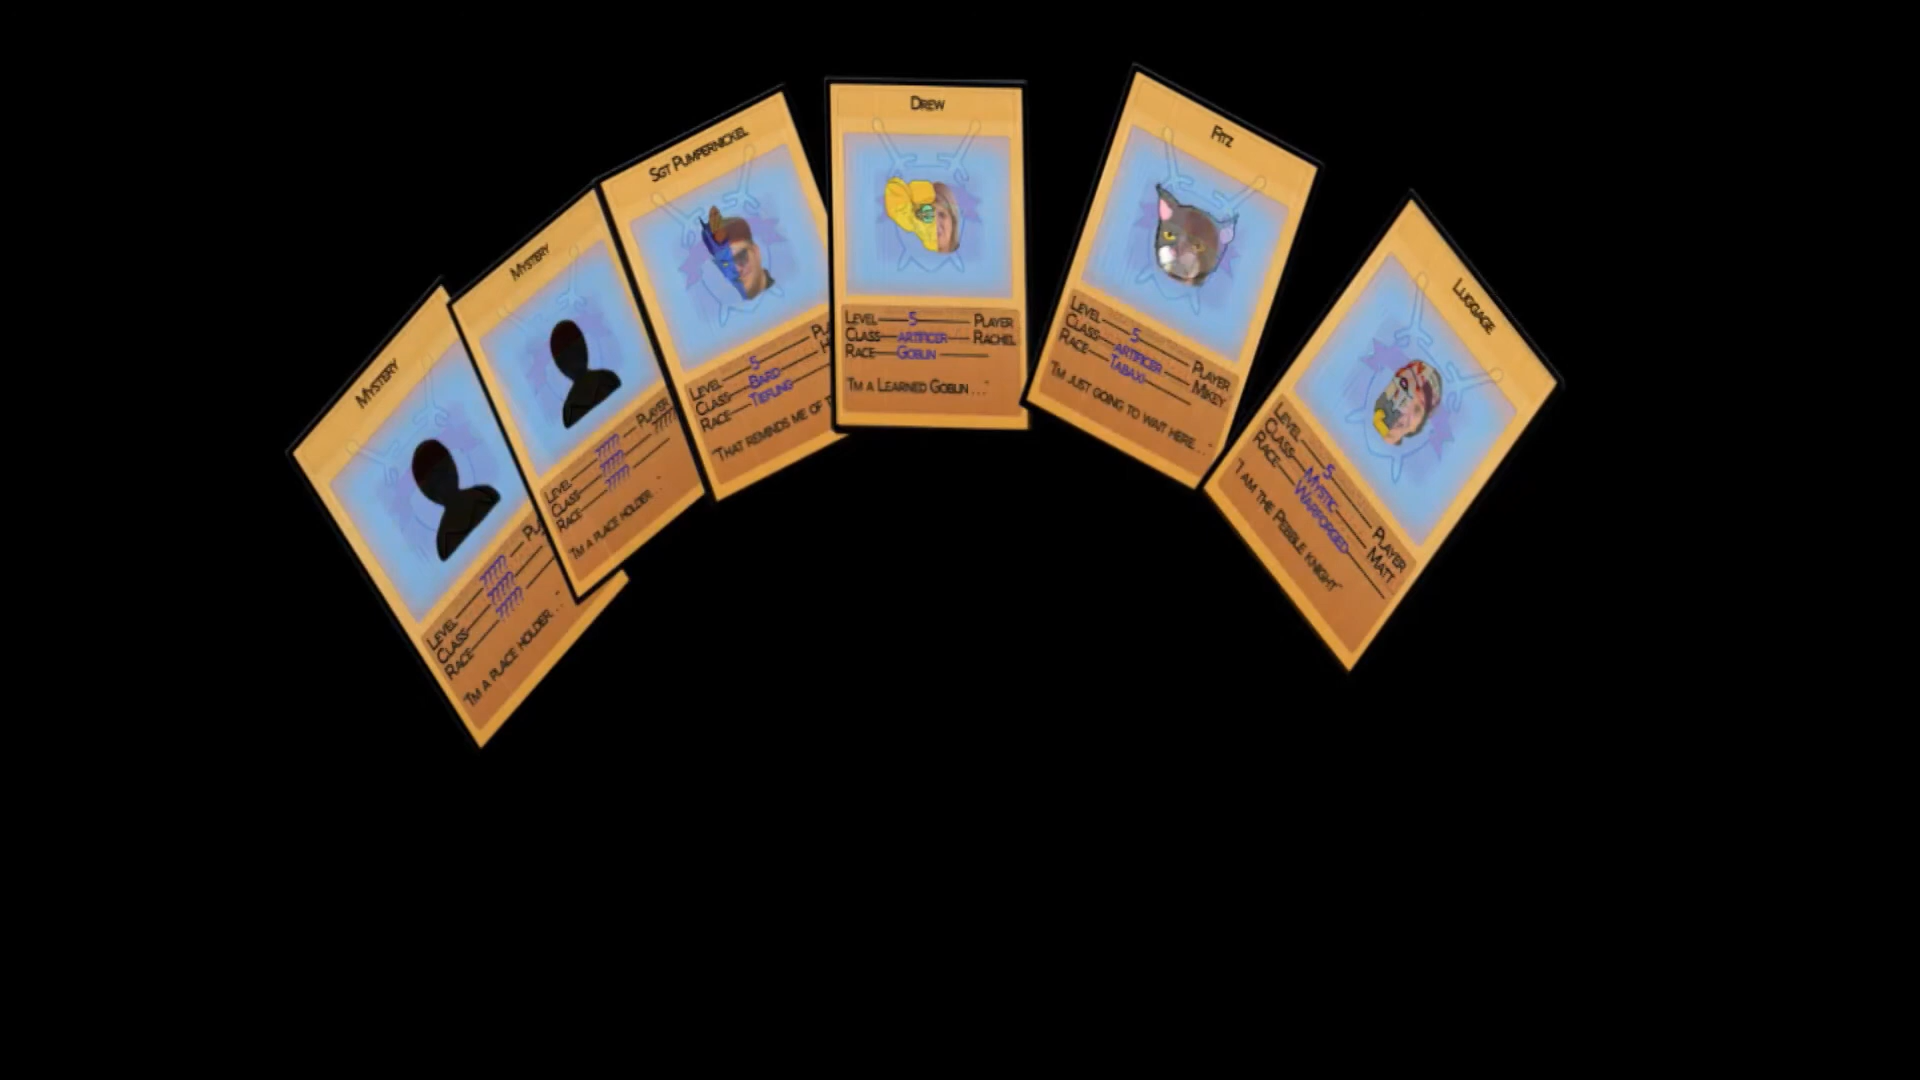 Mystery
Level ?????  Pl
Class ?????
Race ?????
"I'm a place holder..."
Mystery
Level ?????  Player
Class ?????  ?????
Race ?????
"I'm a place holder..."
Sgt Pumpernickel
Level 5  Pl
Class Bard  H
Race Tiefling
"That reminds me of t
Drew
Level 5  Player
Class Artificer  Rachel
Race Goblin
"I'm a Learned Goblin..."
Fitz
Level 5  Player
Class Artificer  Mikey
Race Tabaxi
"I'm just going to wait here..."
Luggage
Level 5  Player
Class Mystic  Matt
Race Warforged
"I am the Pebble Knight"